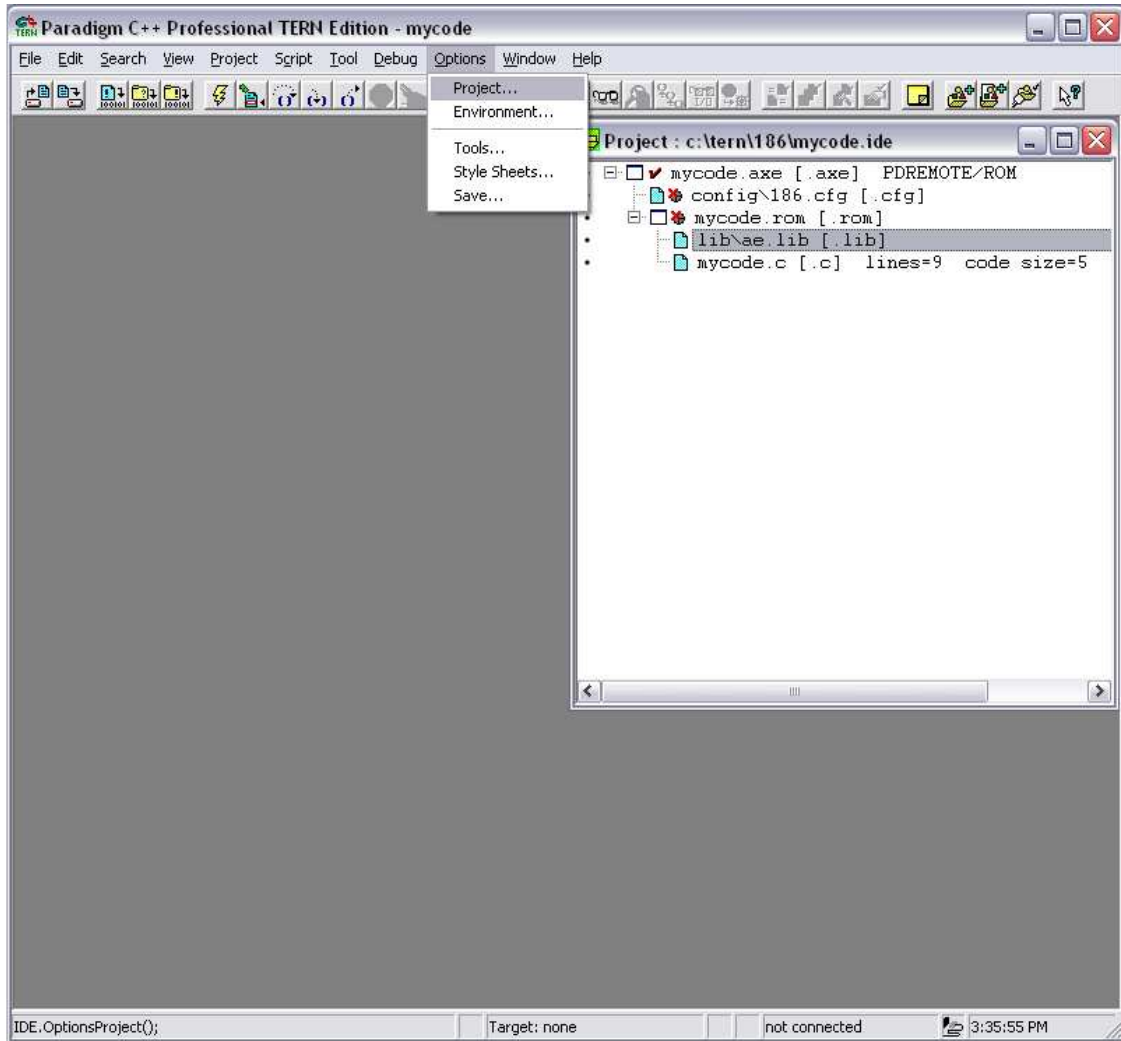 Paradigm C++ Professional TERN Edition - mycode
File Edit Search View Project Script Tool Debug Options Window Help
Project...
Environment...
Tools...
Style Sheets...
Save...
Project : c:\tern\186\mycode.ide
mycode.axe [.axe] PDREMOTE/ROM
config\186.cfg [.cfg]
mycode.rom [.rom]
lib\ae.lib [.lib]
mycode.c [.c] lines=9 code size=5
IDE.OptionsProject(); Target: none not connected 3:35:55 PM